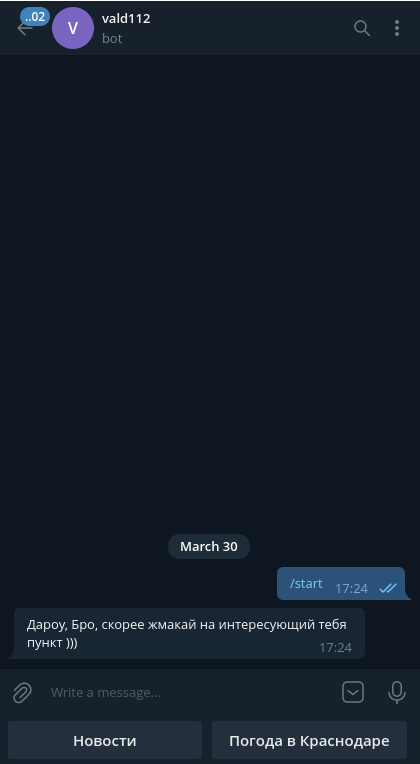 ..02
V
vald112
bot
March 30
/start 17:24
Дароу, Бро, скорее жмакай на интересующий тебя
пункт )))
17:24
Write a message...
Новости
Погода в Краснодаре